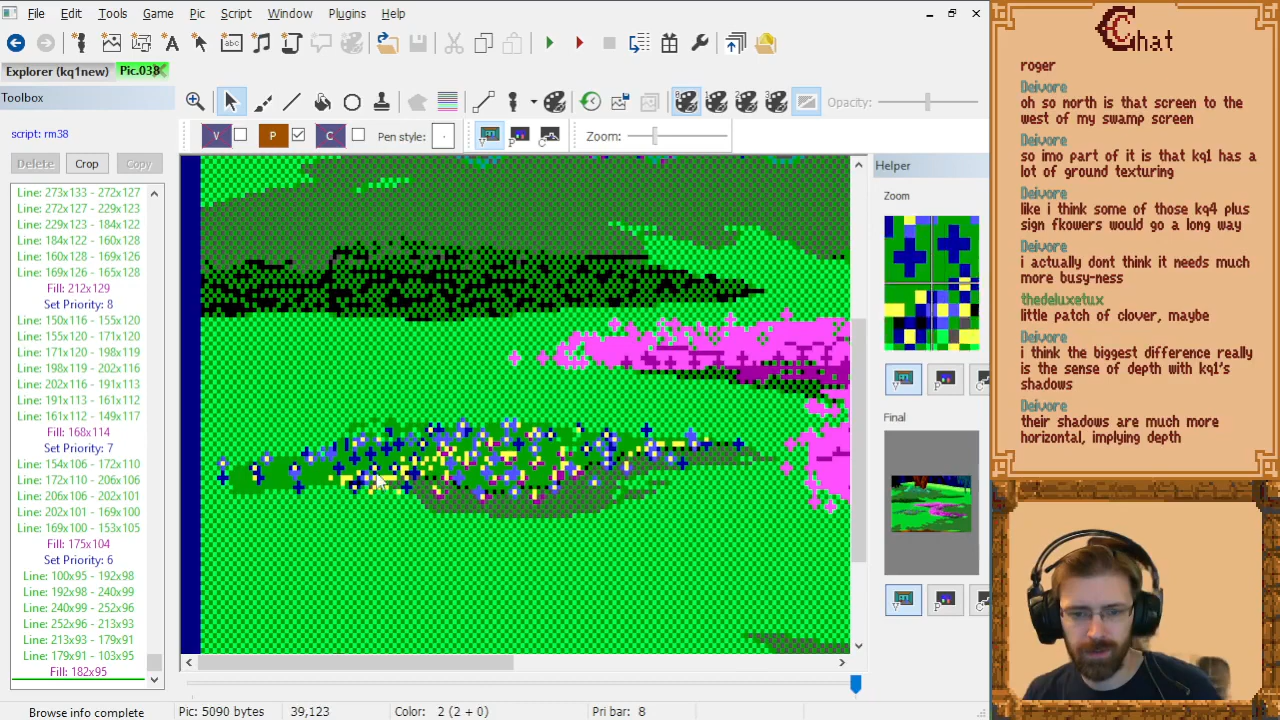 File Edit Tools Game Pic Script Window Plugins Help
Explorer (kq1new) Pic.038
Toolbox
script: rm38
Delete Crop Copy
Line: 273x133 - 272x127
Line: 272x127 - 229x123
Line: 229x123 - 184x122
Line: 184x122 - 160x128
Line: 160x128 - 169x126
Line: 169x126 - 165x128
Fill: 212x129
Set Priority: 8
Line: 150x116 - 155x120
Line: 155x120 - 171x120
Line: 171x120 - 198x119
Line: 198x119 - 202x116
Line: 202x116 - 191x113
Line: 191x113 - 161x112
Line: 161x112 - 149x117
Fill: 168x114
Set Priority: 7
Line: 154x106 - 172x110
Line: 172x110 - 206x106
Line: 206x106 - 202x101
Line: 202x101 - 169x100
Line: 169x100 - 153x105
Fill: 175x104
Set Priority: 6
Line: 100x95 - 192x98
Line: 192x98 - 240x99
Line: 240x99 - 252x96
Line: 252x96 - 213x93
Line: 213x93 - 179x91
Line: 179x91 - 103x95
Fill: 182x95
Opacity:
V P C Pen style: Zoom:
Helper
Zoom
Final
Browse info complete Pic: 5090 bytes 39,123 Color: 2 (2 + 0) Pri bar: 8
Chat
roger
Deivore
oh so north is that screen to the
west of my swamp screen
Deivore
so imo part of it is that kq1 has a
lot of ground texturing
Deivore
like i think some of those kq4 plus
sign fkowers would go a long way
Deivore
i actually dont think it needs much
more busy-ness
thedeluxetux
little patch of clover, maybe
Deivore
i think the biggest difference really
is the sense of depth with kq1's
shadows
Deivore
their shadows are much more
horizontal, implying depth